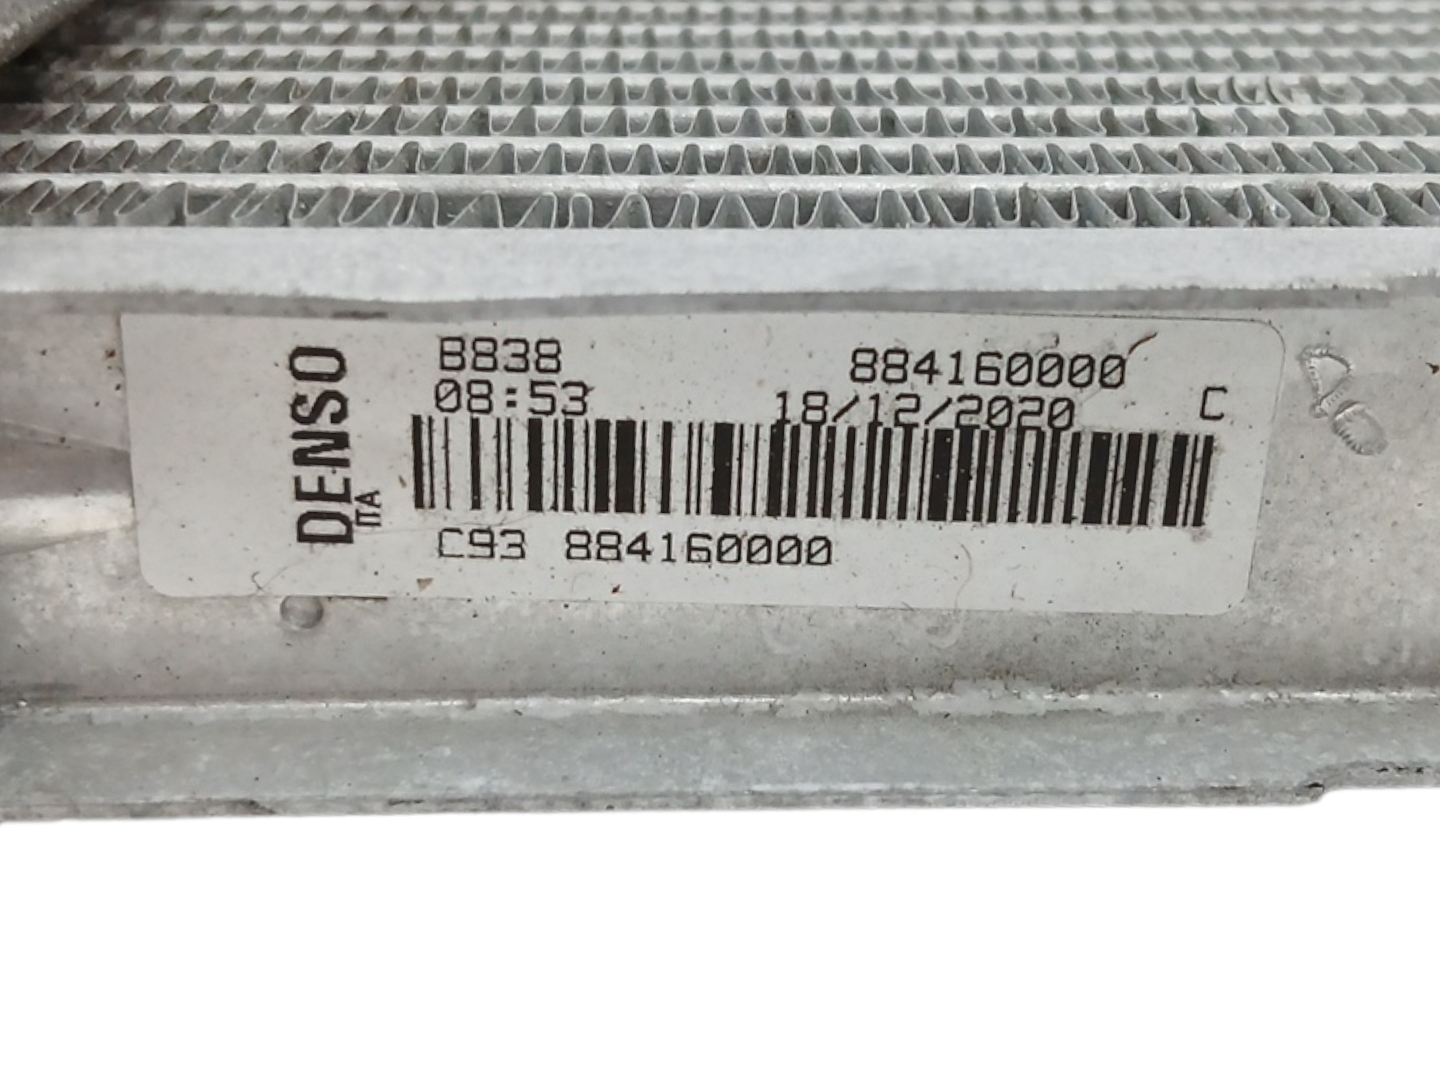 DENSO
ITA
B838
884160000
08:53
18/12/2020
C
C93 884160000